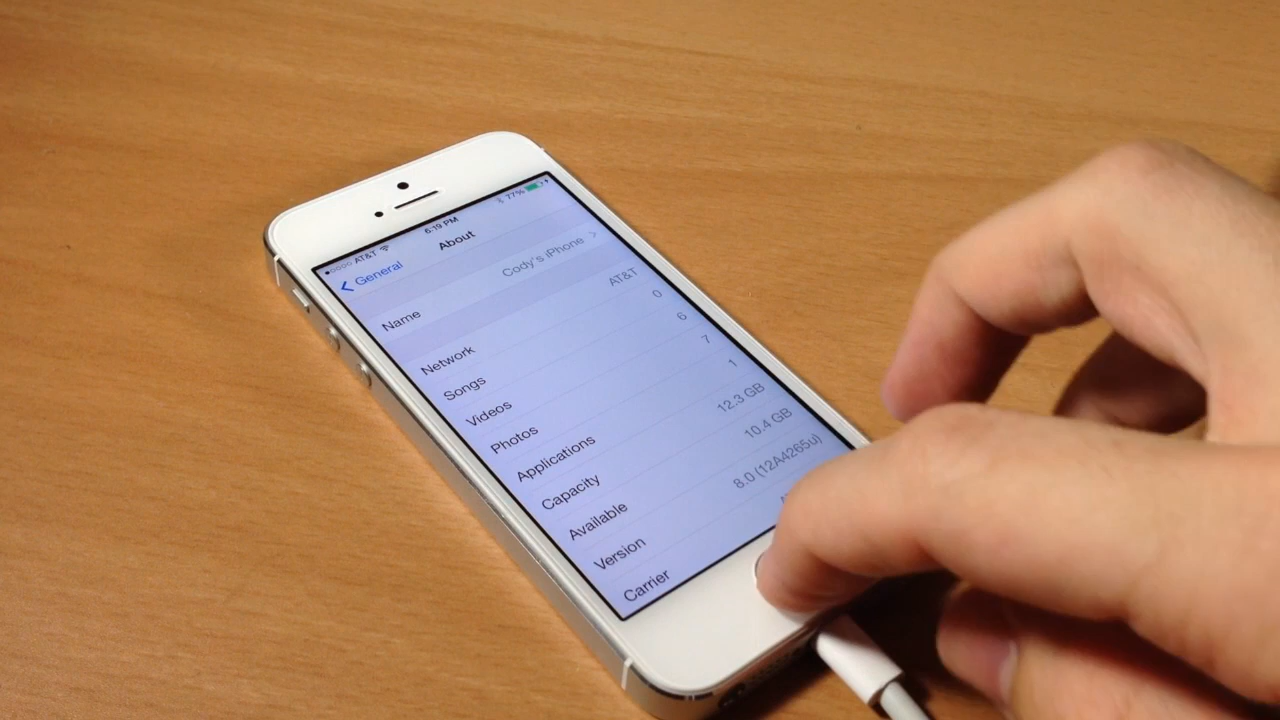 AT&T 6:19 PM 77%
General About
Name Cody's iPhone
Network AT&T
Songs 0
Videos 6
Photos 7
Applications 1
Capacity 12.3 GB
Available 10.4 GB
Version 8.0 (12A4265u)
Carrier